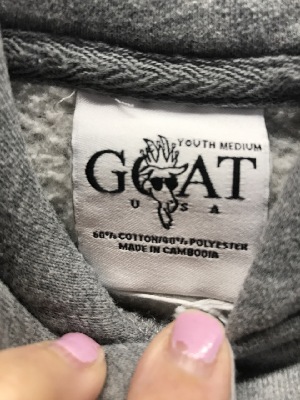 YOUTH MEDIUM
GOAT
U S A
60% COTTON/40% POLYESTER
MADE IN CAMBODIA